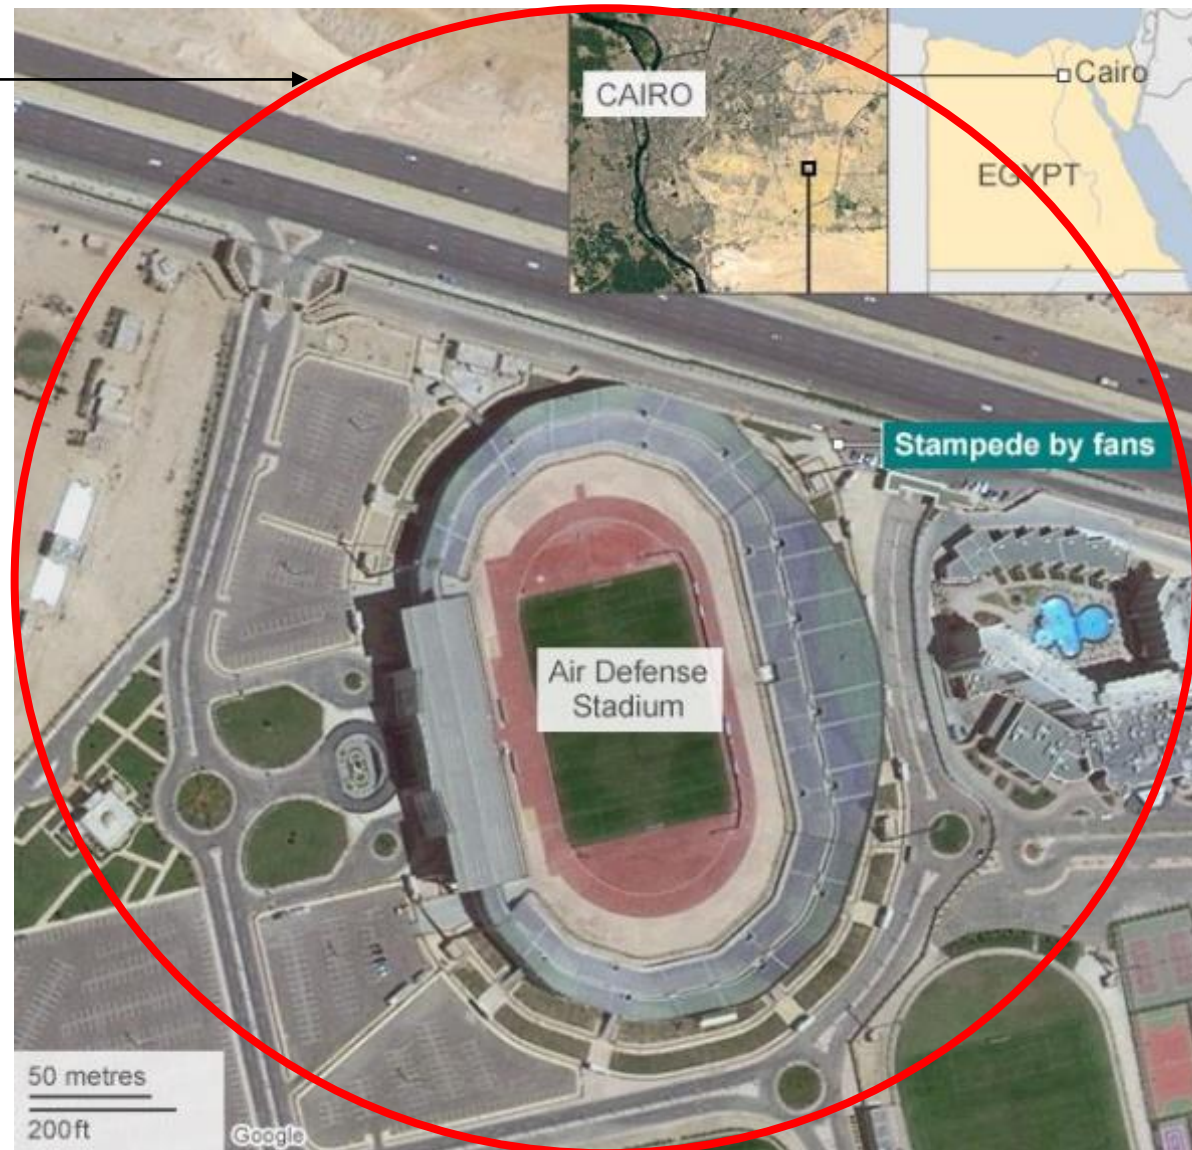 CAIRO
Cairo
EGYPT
Stampede by fans
Air Defense
Stadium
50 metres
200ft
Google